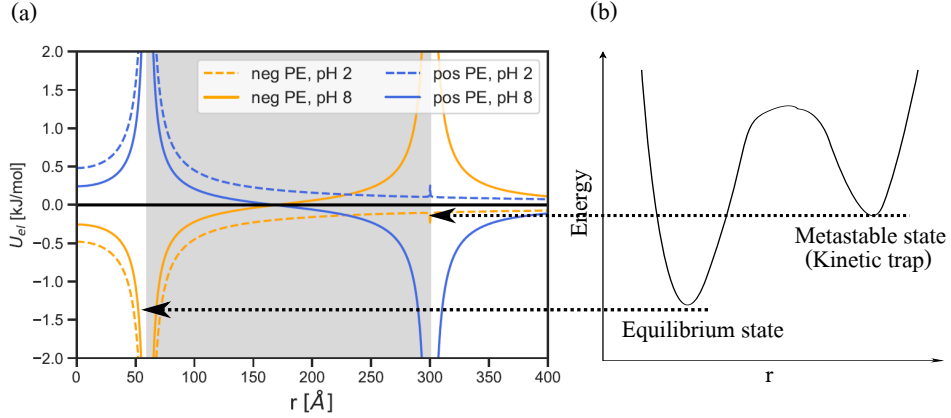 (a)
(b)
2.0
1.5
1.0
0.5
0.0
−0.5
−1.0
−1.5
−2.0
U_el [kJ/mol]
neg PE, pH 2
neg PE, pH 8
pos PE, pH 2
pos PE, pH 8
0 50 100 150 200 250 300 350 400
r [Å]
Energy
Metastable state
(Kinetic trap)
Equilibrium state
r